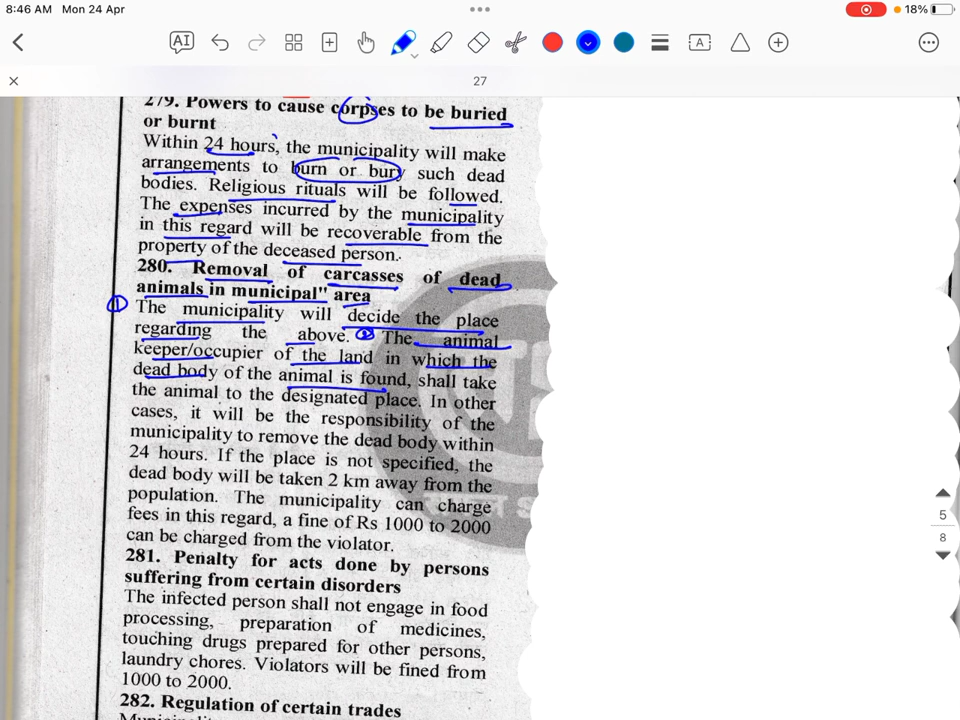 8:46 AM Mon 24 Apr
18%
AI
A
27
279. Powers to cause corpses to be buried
or burnt
Within 24 hours, the municipality will make
arrangements to burn or bury such dead
bodies. Religious rituals will be followed.
The expenses incurred by the municipality
in this regard will be recoverable from the
property of the deceased person.
280. Removal of carcasses of dead
animals in municipal" area
① The municipality will decide the place
regarding the above. ② The animal
keeper/occupier of the land in which the
dead body of the animal is found, shall take
the animal to the designated place. In other
cases, it will be the responsibility of the
municipality to remove the dead body within
24 hours. If the place is not specified, the
dead body will be taken 2 km away from the
population. The municipality can charge
fees in this regard, a fine of Rs 1000 to 2000
can be charged from the violator.
281. Penalty for acts done by persons
suffering from certain disorders
The infected person shall not engage in food
processing, preparation of medicines,
touching drugs prepared for other persons,
laundry chores. Violators will be fined from
1000 to 2000.
282. Regulation of certain trades
5
8